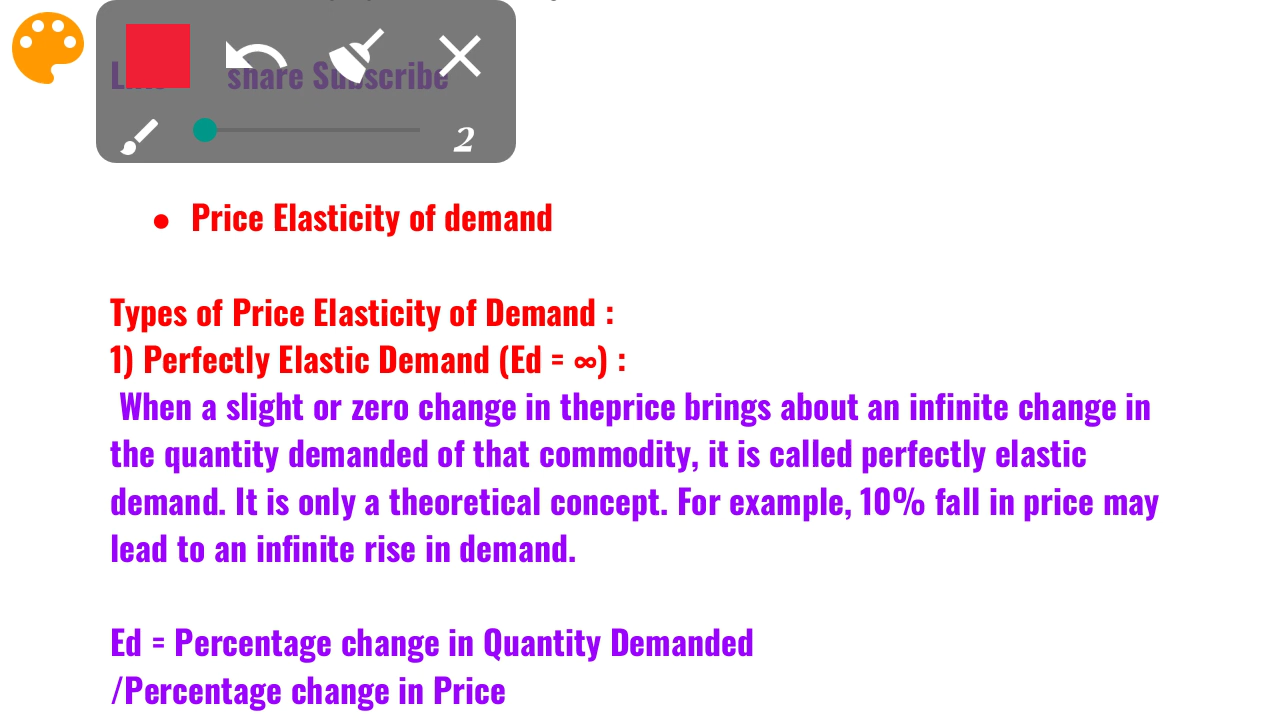 share Subscribe
2
● Price Elasticity of demand
Types of Price Elasticity of Demand :
1) Perfectly Elastic Demand (Ed = ∞) :
When a slight or zero change in theprice brings about an infinite change in
the quantity demanded of that commodity, it is called perfectly elastic
demand. It is only a theoretical concept. For example, 10% fall in price may
lead to an infinite rise in demand.
Ed = Percentage change in Quantity Demanded
/Percentage change in Price